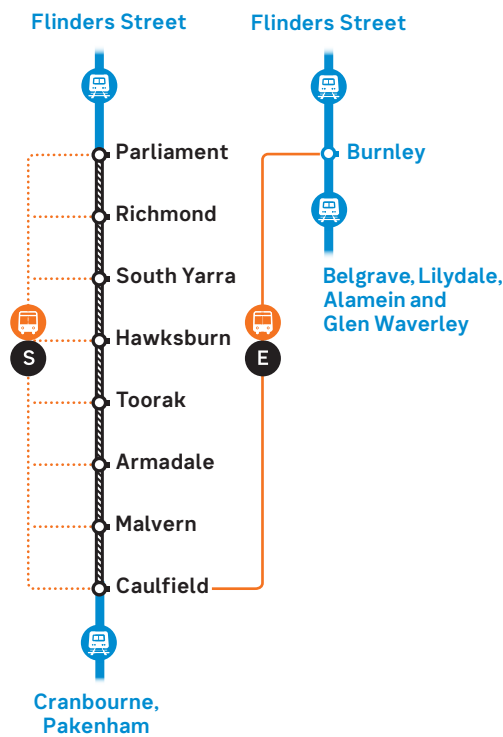 Flinders Street
Flinders Street
Parliament
Burnley
Richmond
South Yarra
Belgrave, Lilydale,
Alamein and
Glen Waverley
Hawksburn
S
E
Toorak
Armadale
Malvern
Caulfield
Cranbourne,
Pakenham